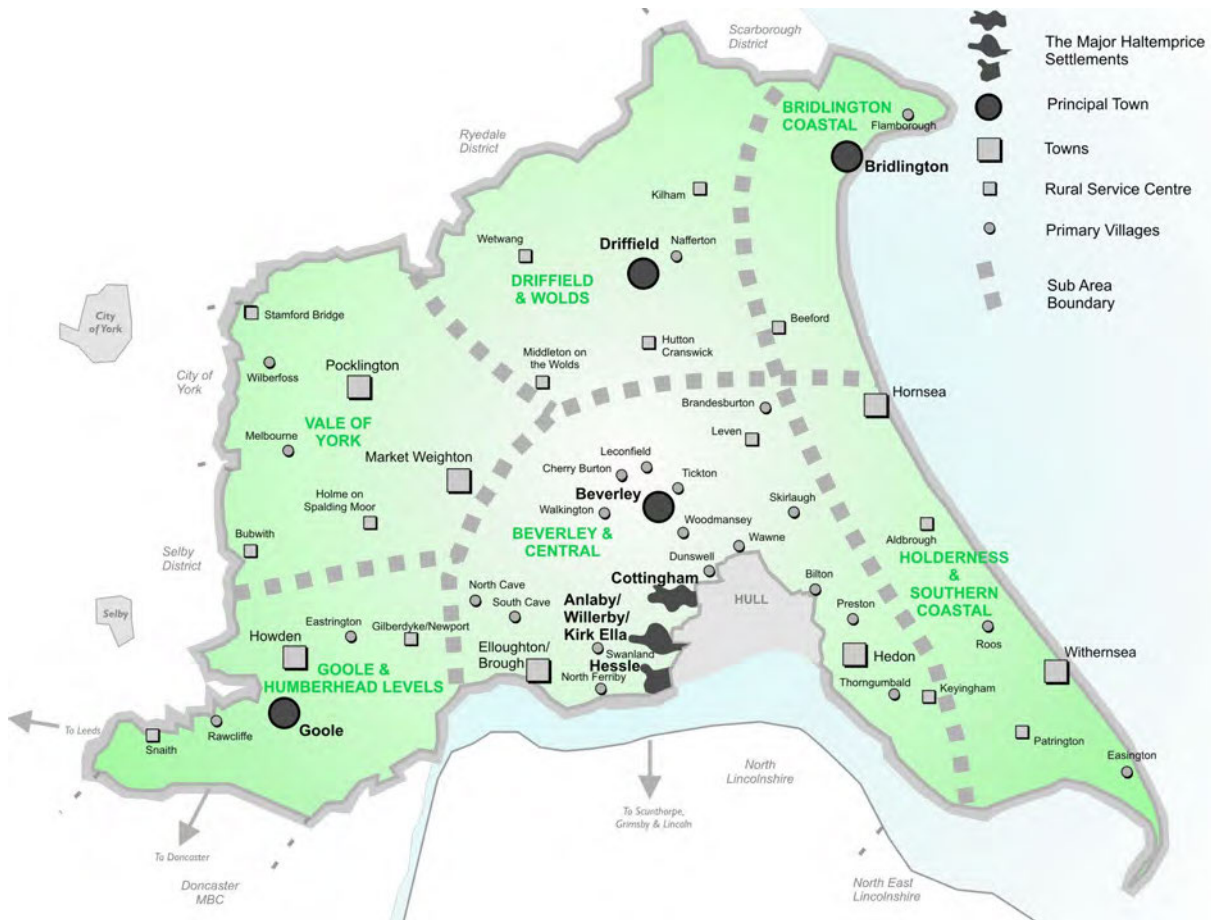 Scarborough
District
The Major Haltemprice
Settlements
BRIDLINGTON
COASTAL
Principal Town
Flamborough
Ryedale
District
Towns
Bridlington
Kilham
Rural Service Centre
Primary Villages
Wetwang
Driffield
Nafferton
DRIFFIELD
& WOLDS
Sub Area
Boundary
City
of York
Stamford Bridge
Beeford
Hutton
Cranswick
Middleton on
the Wolds
City of
York
Wilberfoss
Pocklington
Hornsea
Brandesburton
VALE OF
YORK
Leven
Melbourne
Market Weighton
Leconfield
Cherry Burton
Tickton
Beverley
Holme on
Spalding Moor
Walkington
Skirlaugh
Woodmansey
Bubwith
BEVERLEY &
CENTRAL
Wawne
Aldbrough
Selby
District
Dunswell
HOLDERNESS
&
SOUTHERN
COASTAL
Cottingham
Bilton
HULL
North Cave
South Cave
Anlaby/
Willerby/
Kirk Ella
Preston
Selby
Eastrington
Gilberdyke/Newport
Howden
Elloughton/
Brough
Swanland
Hessle
North Ferriby
Hedon
Roos
Withernsea
GOOLE &
HUMBERHEAD LEVELS
Thorngumbald
Keyingham
To Leeds
Snaith
Rawcliffe
Goole
Patrington
Easington
North
Lincolnshire
To Scunthorpe,
Grimsby & Lincoln
To Doncaster
Doncaster
MBC
North East
Lincolnshire